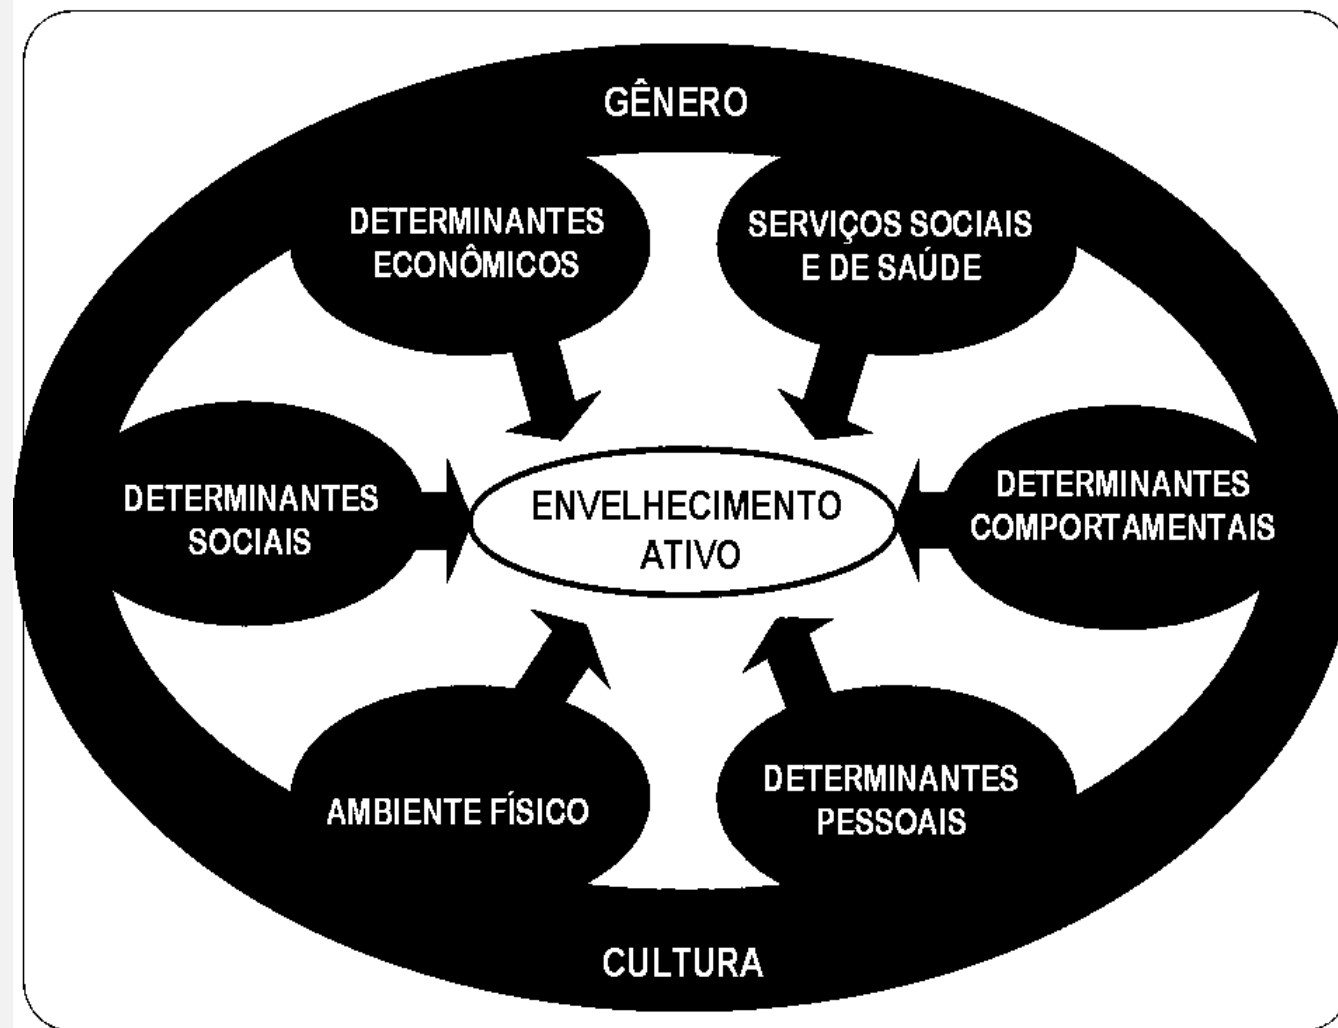 GÊNERO
DETERMINANTES
ECONÔMICOS
SERVIÇOS SOCIAIS
E DE SAÚDE
DETERMINANTES
SOCIAIS
ENVELHECIMENTO
ATIVO
DETERMINANTES
COMPORTAMENTAIS
AMBIENTE FÍSICO
DETERMINANTES
PESSOAIS
CULTURA